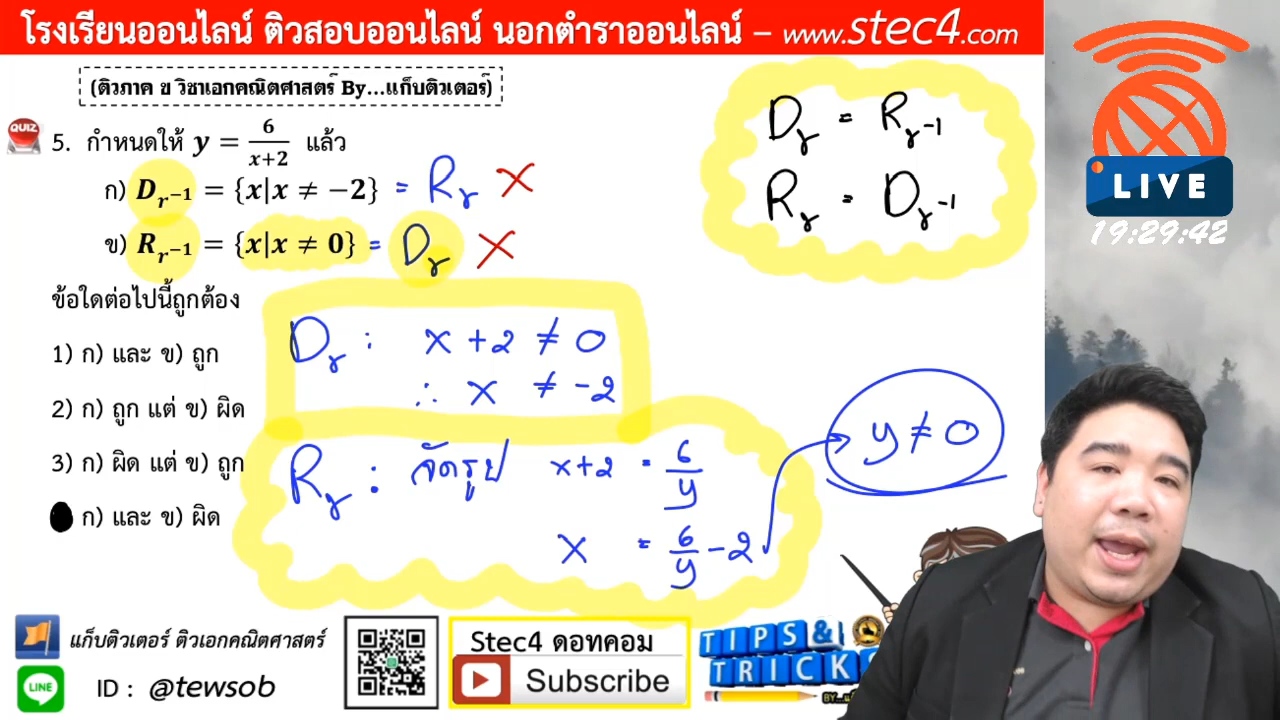 โรงเรียนออนไลน์ ติวสอบออนไลน์ นอกตำราออนไลน์ – www.stec4.com
(ติวภาค ข วิชาเอกคณิตศาสตร์ By...แก๊บติวเตอร์)
QUIZ
5. กำหนดให้ y = 6/(x+2) แล้ว
ก) D_r⁻¹ = {x|x ≠ −2} = R_r ✗
ข) R_r⁻¹ = {x|x ≠ 0} = D_r ✗
D_r = R_r⁻¹
R_r = D_r⁻¹
LIVE
19:29:42
ข้อใดต่อไปนี้ถูกต้อง
1) ก) และ ข) ถูก
2) ก) ถูก แต่ ข) ผิด
3) ก) ผิด แต่ ข) ถูก
ก) และ ข) ผิด
D_r : x + 2 ≠ 0
∴ x ≠ −2
R_r : จัดรูป x+2 = 6/y
x = 6/y − 2
y ≠ 0
แก๊บติวเตอร์ ติวเอกคณิตศาสตร์
LINE
ID : @tewsob
Stec4 ดอทคอม
Subscribe
TIPS &
TRICKS